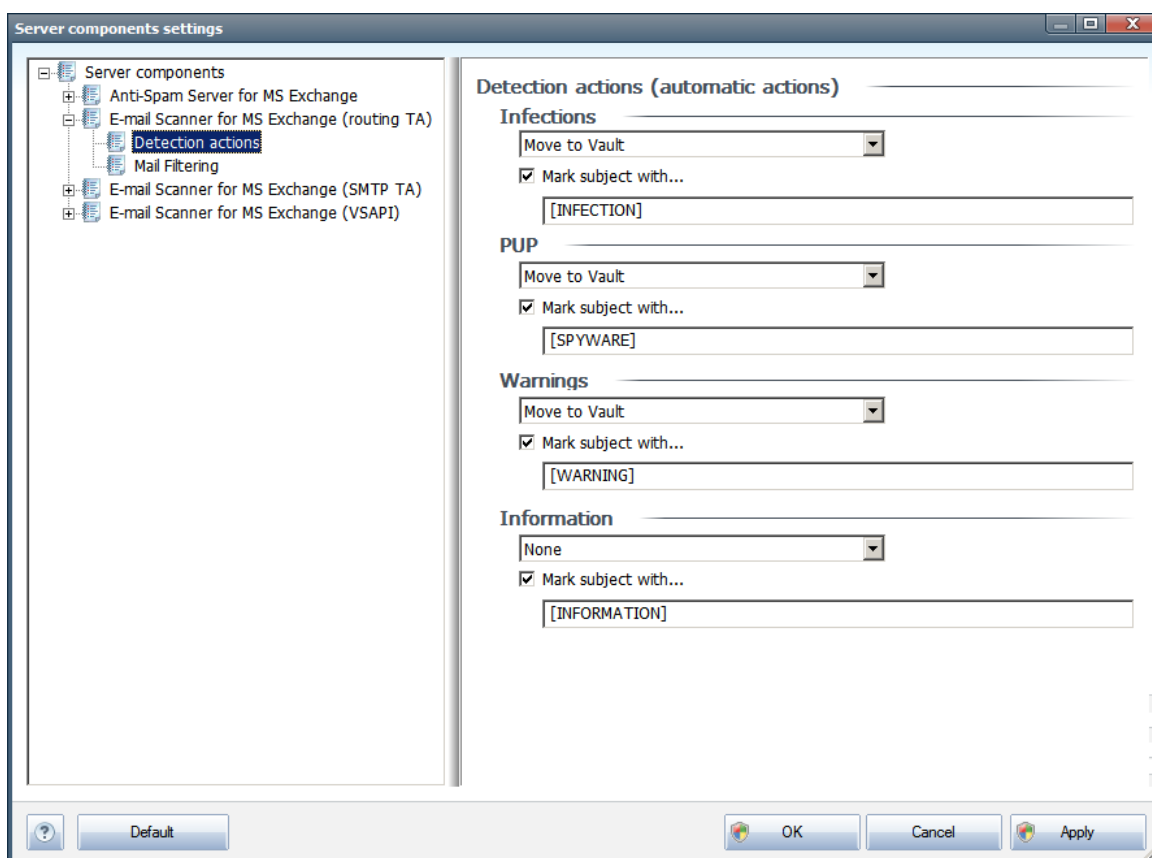 Server components settings
Server components
Anti-Spam Server for MS Exchange
E-mail Scanner for MS Exchange (routing TA)
Detection actions
Mail Filtering
E-mail Scanner for MS Exchange (SMTP TA)
E-mail Scanner for MS Exchange (VSAPI)
Detection actions (automatic actions)
Infections
Move to Vault
Mark subject with...
[INFECTION]
PUP
Move to Vault
Mark subject with...
[SPYWARE]
Warnings
Move to Vault
Mark subject with...
[WARNING]
Information
None
Mark subject with...
[INFORMATION]
? Default OK Cancel Apply